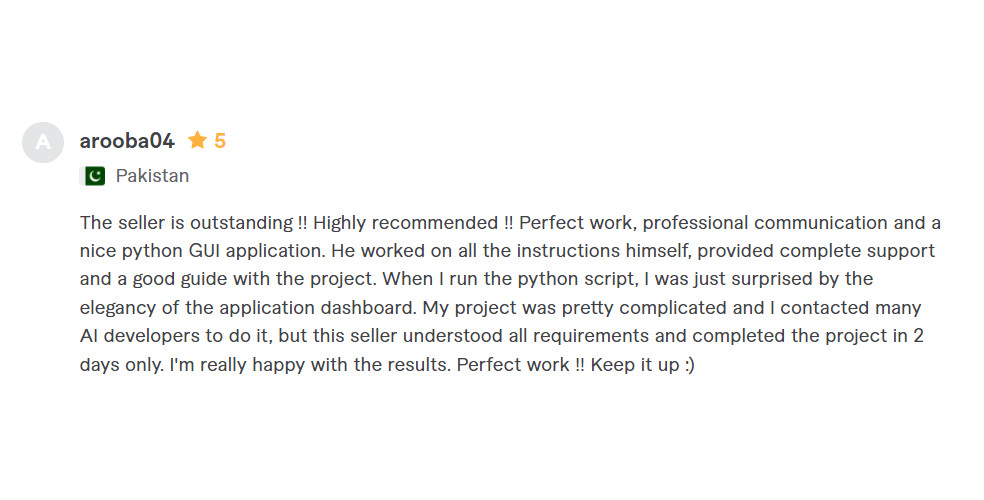 A
arooba04 ★ 5
Pakistan
The seller is outstanding !! Highly recommended !! Perfect work, professional communication and a
nice python GUI application. He worked on all the instructions himself, provided complete support
and a good guide with the project. When I run the python script, I was just surprised by the
elegancy of the application dashboard. My project was pretty complicated and I contacted many
AI developers to do it, but this seller understood all requirements and completed the project in 2
days only. I'm really happy with the results. Perfect work !! Keep it up :)